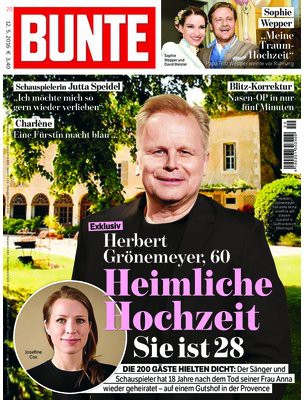 20
12.5.2016 € 3,40
BUNTE
Sophie
Wepper und
David Meister
Sophie
Wepper
„Meine
Traum-
Hochzeit“
Papa Fritz Wepper weinte vor Rührung
Schauspielerin Jutta Speidel
„Ich möchte mich so
gern wieder verlieben“
Charlène
Eine Fürstin macht blau ...
Blitz-Korrektur
Nasen-OP in nur
fünf Minuten
Exklusiv
Herbert
Grönemeyer, 60
Heimliche
Hochzeit
Sie ist 28
Josefine
Cox
DIE 200 GÄSTE HIELTEN DICHT: Der Sänger und
Schauspieler hat 18 Jahre nach dem Tod seiner Frau Anna
wieder geheiratet – auf einem Gutshof in der Provence